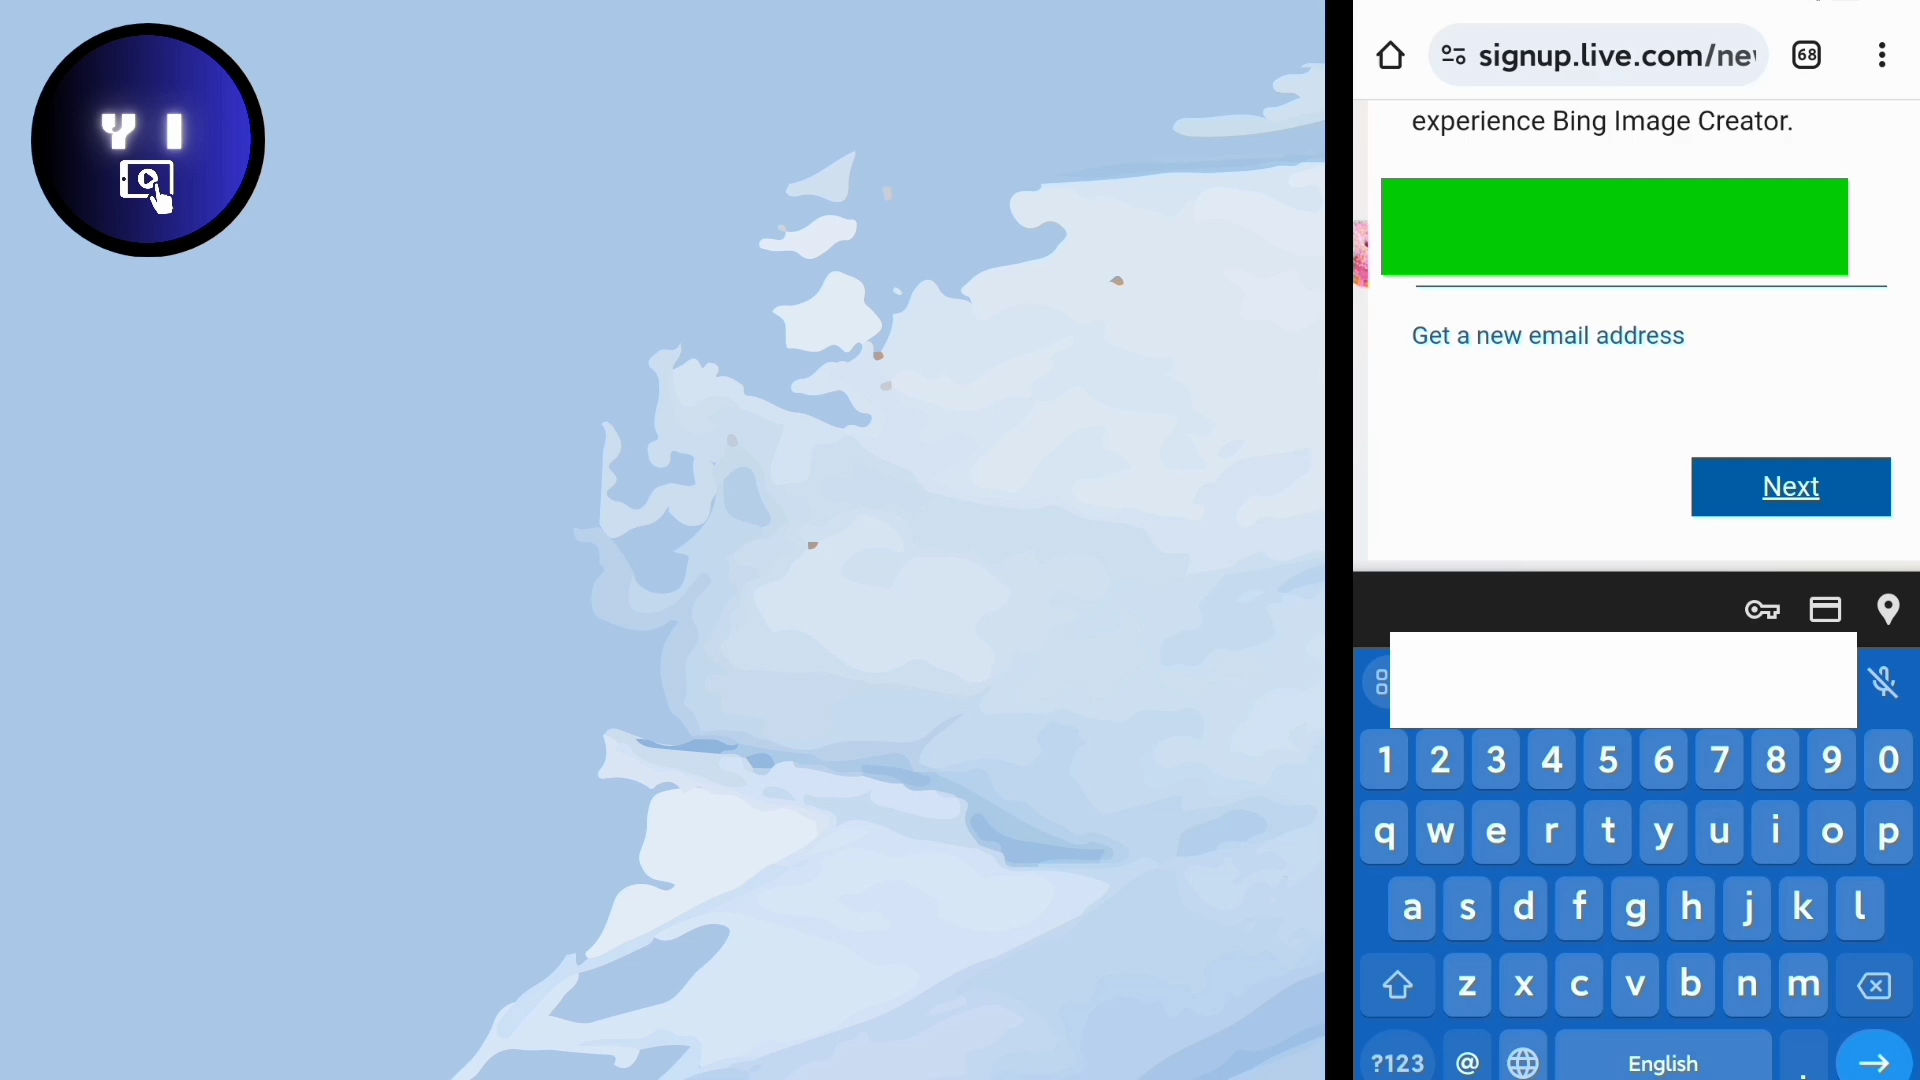 Y I
signup.live.com/ne
68
experience Bing Image Creator.
Get a new email address
Next
1 2 3 4 5 6 7 8 9 0
q w e r t y u i o p
a s d f g h j k l
z x c v b n m
?123 @ English .